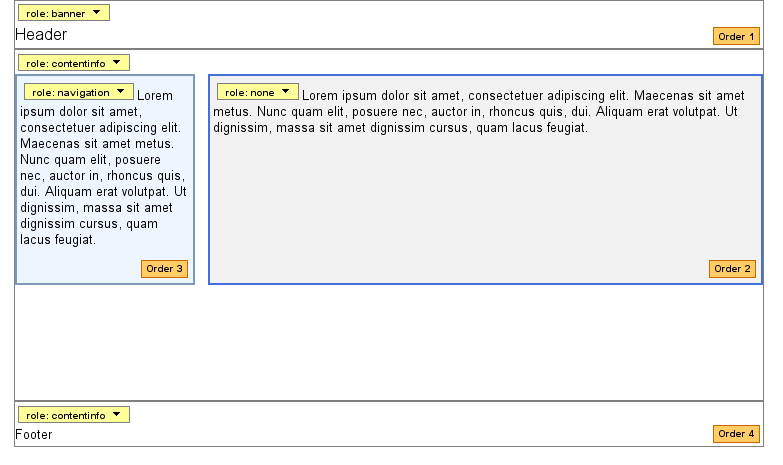 role: banner
Header
Order 1
role: contentinfo
role: navigation Lorem
ipsum dolor sit amet,
consectetuer adipiscing elit.
Maecenas sit amet metus.
Nunc quam elit, posuere
nec, auctor in, rhoncus quis,
dui. Aliquam erat volutpat. Ut
dignissim, massa sit amet
dignissim cursus, quam
lacus feugiat.
Order 3
role: none Lorem ipsum dolor sit amet, consectetuer adipiscing elit. Maecenas sit amet
metus. Nunc quam elit, posuere nec, auctor in, rhoncus quis, dui. Aliquam erat volutpat. Ut
dignissim, massa sit amet dignissim cursus, quam lacus feugiat.
Order 2
role: contentinfo
Footer
Order 4